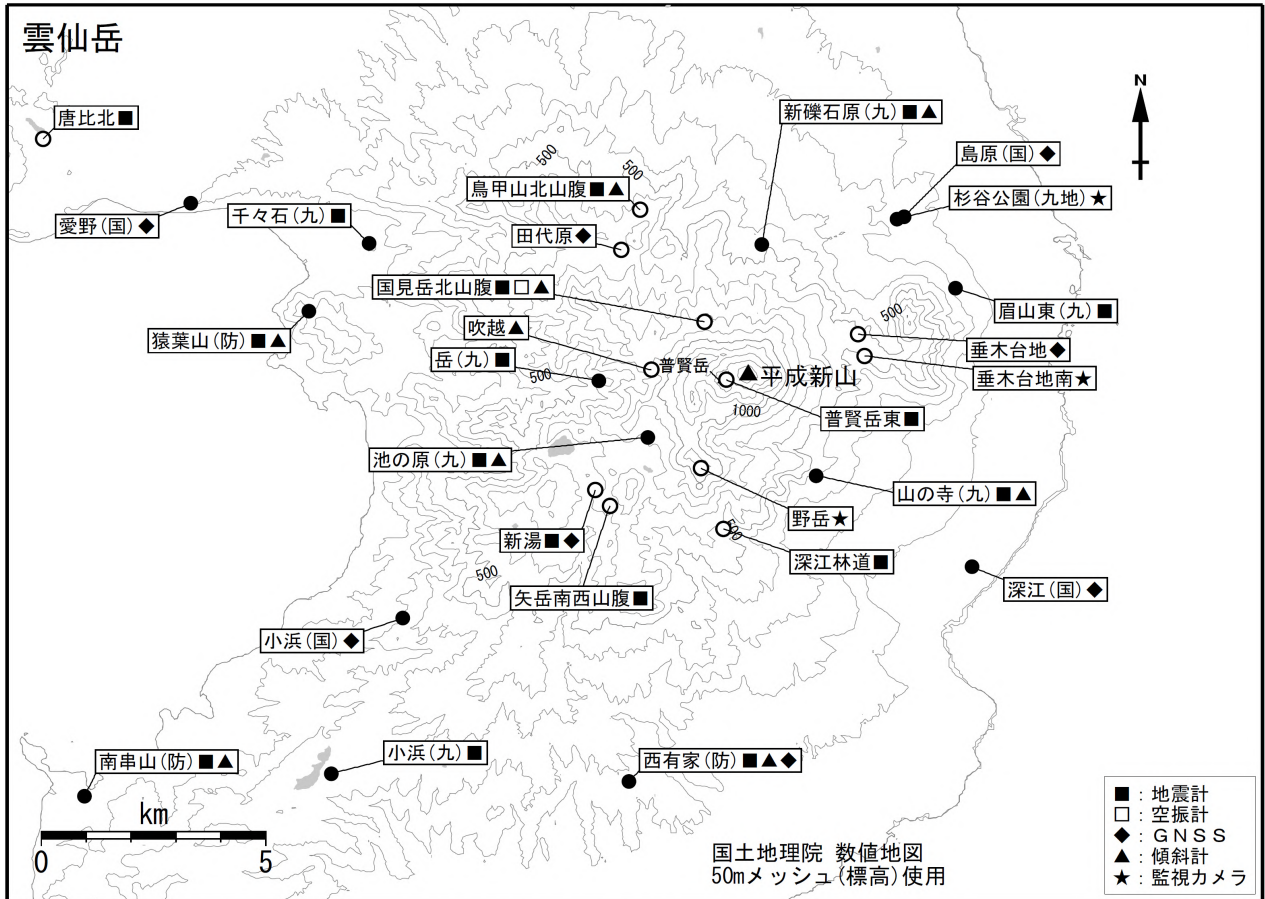 雲仙岳
唐比北■
新礫石原(九)■▲
N
島原(国)◆
杉谷公園(九地)★
500
500
鳥甲山北山腹■▲
千々石(九)■
愛野(国)◆
田代原◆
国見岳北山腹■□▲
500
眉山東(九)■
吹越▲
猿葉山(防)■▲
垂木台地◆
岳(九)■
普賢岳
▲平成新山
500
垂木台地南★
1000
普賢岳東■
池の原(九)■▲
山の寺(九)■▲
野岳★
500
新湯■◆
深江林道■
500
深江(国)◆
矢岳南西山腹■
小浜(国)◆
小浜(九)■
南串山(防)■▲
西有家(防)■▲◆
km
0
5
■：地震計
□：空振計
◆：ＧＮＳＳ
▲：傾斜計
★：監視カメラ
国土地理院 数値地図
50mメッシュ(標高)使用